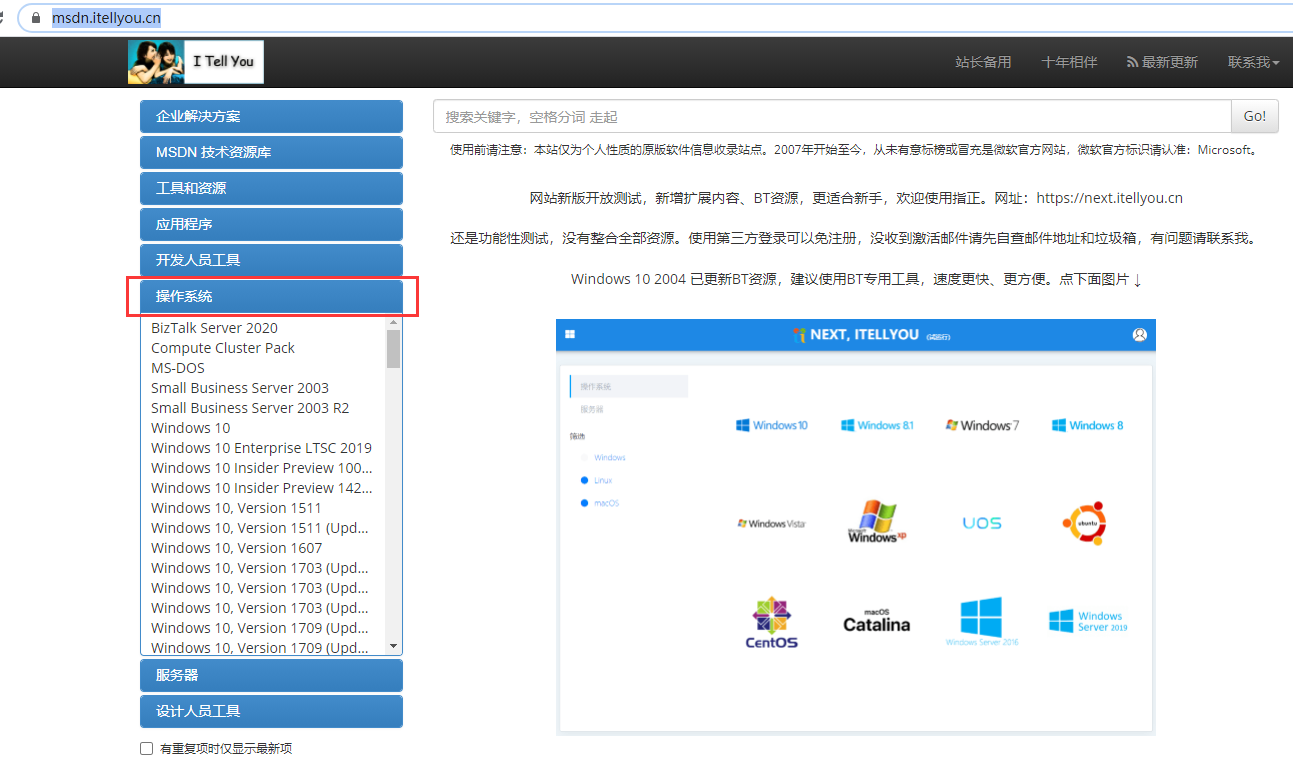 msdn.itellyou.cn
I Tell You
站长备用 十年相伴 最新更新 联系我
企业解决方案
MSDN 技术资源库
工具和资源
应用程序
开发人员工具
操作系统
BizTalk Server 2020
Compute Cluster Pack
MS-DOS
Small Business Server 2003
Small Business Server 2003 R2
Windows 10
Windows 10 Enterprise LTSC 2019
Windows 10 Insider Preview 100...
Windows 10 Insider Preview 142...
Windows 10, Version 1511
Windows 10, Version 1511 (Upd...
Windows 10, Version 1607
Windows 10, Version 1703 (Upd...
Windows 10, Version 1703 (Upd...
Windows 10, Version 1703 (Upd...
Windows 10, Version 1709 (Upd...
Windows 10, Version 1709 (Upd...
服务器
设计人员工具
有重复项时仅显示最新项
搜索关键字，空格分词 走起 Go!
使用前请注意：本站仅为个人性质的原版软件信息收录站点。2007年开始至今，从未有意标榜或冒充是微软官方网站，微软官方标识请认准：Microsoft。
网站新版开放测试，新增扩展内容、BT资源，更适合新手，欢迎使用指正。网址：https://next.itellyou.cn
还是功能性测试，没有整合全部资源。使用第三方登录可以免注册，没收到激活邮件请先自查邮件地址和垃圾箱，有问题请联系我。
Windows 10 2004 已更新BT资源，建议使用BT专用工具，速度更快、更方便。点下面图片 ↓
NEXT, ITELLYOU
操作系统
服务器
筛选
Windows
Linux
macOS
Windows 10 Windows 8.1 Windows 7 Windows 8
Windows Vista Microsoft Windows xp UOS ubuntu
CentOS macOS Catalina Windows Server 2016 Windows Server 2019